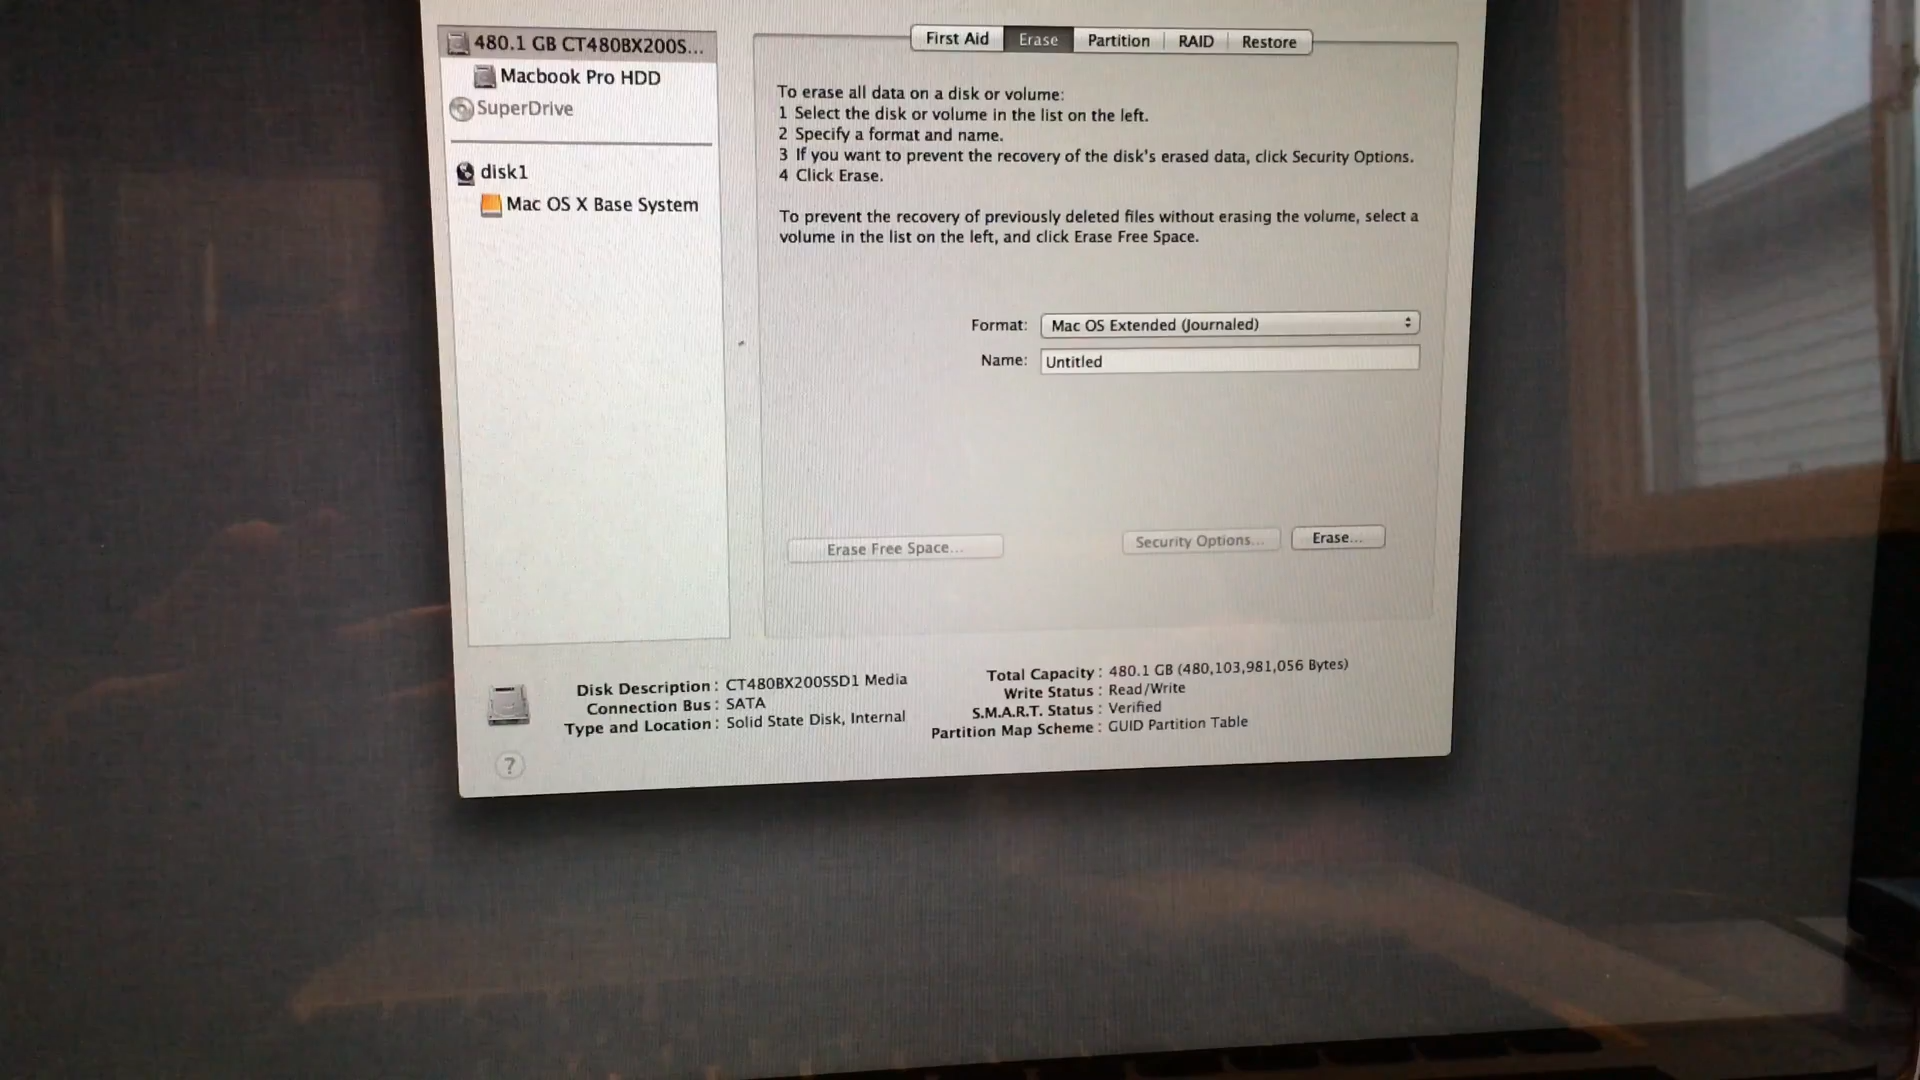 480.1 GB CT480BX200S...
Macbook Pro HDD
SuperDrive
disk1
Mac OS X Base System
First Aid
Erase
Partition
RAID
Restore
To erase all data on a disk or volume:
1 Select the disk or volume in the list on the left.
2 Specify a format and name.
3 If you want to prevent the recovery of the disk's erased data, click Security Options.
4 Click Erase.
To prevent the recovery of previously deleted files without erasing the volume, select a
volume in the list on the left, and click Erase Free Space.
Format: Mac OS Extended (Journaled)
Name: Untitled
Erase Free Space...
Security Options...
Erase...
Disk Description : CT480BX200SSD1 Media
Connection Bus : SATA
Type and Location : Solid State Disk, Internal
Total Capacity : 480.1 GB (480,103,981,056 Bytes)
Write Status : Read/Write
S.M.A.R.T. Status : Verified
Partition Map Scheme : GUID Partition Table
?